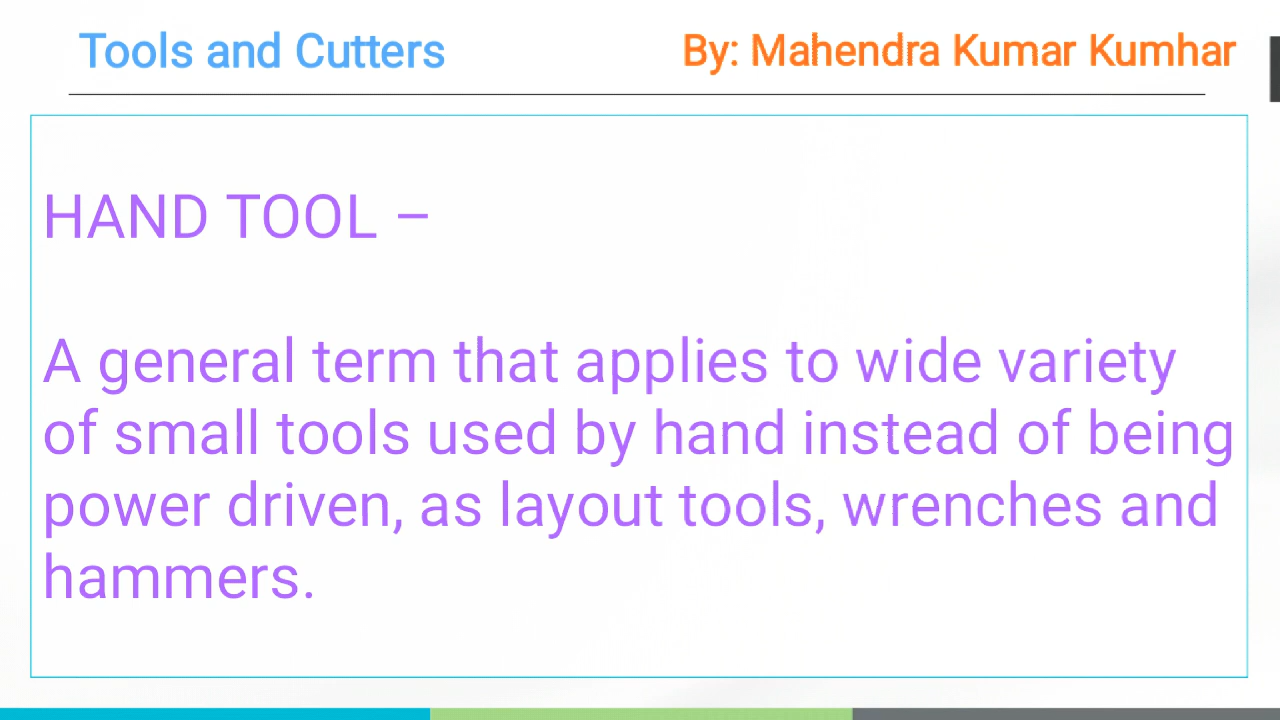 Tools and Cutters
By: Mahendra Kumar Kumhar
HAND TOOL –
A general term that applies to wide variety
of small tools used by hand instead of being
power driven, as layout tools, wrenches and
hammers.